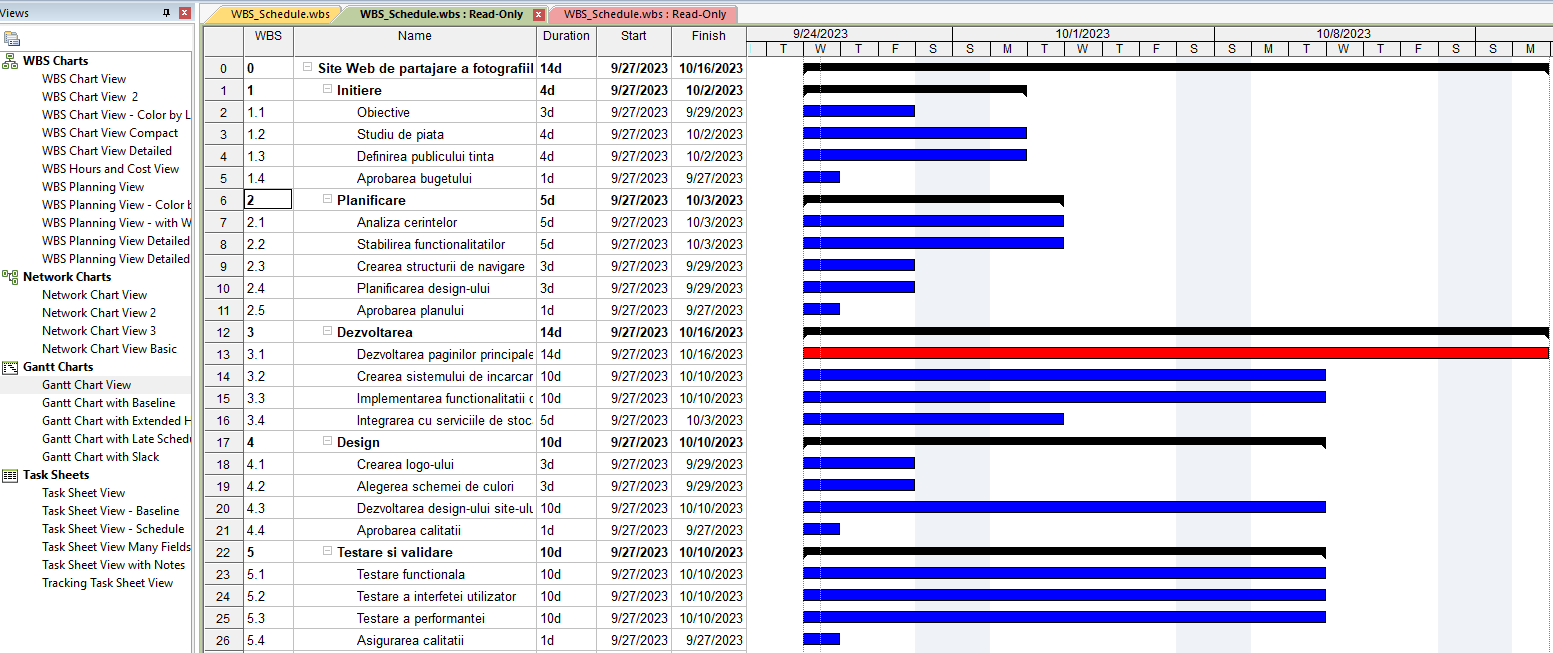 Views
WBS_Schedule.wbs WBS_Schedule.wbs : Read-Only WBS_Schedule.wbs : Read-Only
WBS Charts
WBS Chart View
WBS Chart View 2
WBS Chart View - Color by L
WBS Chart View Compact
WBS Chart View Detailed
WBS Hours and Cost View
WBS Planning View
WBS Planning View - Color b
WBS Planning View - with W
WBS Planning View Detailed
WBS Planning View Detailed
Network Charts
Network Chart View
Network Chart View 2
Network Chart View 3
Network Chart View Basic
Gantt Charts
Gantt Chart View
Gantt Chart with Baseline
Gantt Chart with Extended H
Gantt Chart with Late Sched
Gantt Chart with Slack
Task Sheets
Task Sheet View
Task Sheet View - Baseline
Task Sheet View - Schedule
Task Sheet View Many Fields
Task Sheet View with Notes
Tracking Task Sheet View
WBS Name Duration Start Finish
9/24/2023 10/1/2023 10/8/2023
T W T F S S M T W T F S S M T W T F S S M
0 0 Site Web de partajare a fotografiil 14d 9/27/2023 10/16/2023
1 1 Initiere 4d 9/27/2023 10/2/2023
2 1.1 Obiective 3d 9/27/2023 9/29/2023
3 1.2 Studiu de piata 4d 9/27/2023 10/2/2023
4 1.3 Definirea publicului tinta 4d 9/27/2023 10/2/2023
5 1.4 Aprobarea bugetului 1d 9/27/2023 9/27/2023
6 2 Planificare 5d 9/27/2023 10/3/2023
7 2.1 Analiza cerintelor 5d 9/27/2023 10/3/2023
8 2.2 Stabilirea functionalitatilor 5d 9/27/2023 10/3/2023
9 2.3 Crearea structurii de navigare 3d 9/27/2023 9/29/2023
10 2.4 Planificarea design-ului 3d 9/27/2023 9/29/2023
11 2.5 Aprobarea planului 1d 9/27/2023 9/27/2023
12 3 Dezvoltarea 14d 9/27/2023 10/16/2023
13 3.1 Dezvoltarea paginilor principale 14d 9/27/2023 10/16/2023
14 3.2 Crearea sistemului de incarcar 10d 9/27/2023 10/10/2023
15 3.3 Implementarea functionalitatii c 10d 9/27/2023 10/10/2023
16 3.4 Integrarea cu serviciile de stoc 5d 9/27/2023 10/3/2023
17 4 Design 10d 9/27/2023 10/10/2023
18 4.1 Crearea logo-ului 3d 9/27/2023 9/29/2023
19 4.2 Alegerea schemei de culori 3d 9/27/2023 9/29/2023
20 4.3 Dezvoltarea design-ului site-ulu 10d 9/27/2023 10/10/2023
21 4.4 Aprobarea calitatii 1d 9/27/2023 9/27/2023
22 5 Testare si validare 10d 9/27/2023 10/10/2023
23 5.1 Testare functionala 10d 9/27/2023 10/10/2023
24 5.2 Testare a interfetei utilizator 10d 9/27/2023 10/10/2023
25 5.3 Testare a performantei 10d 9/27/2023 10/10/2023
26 5.4 Asigurarea calitatii 1d 9/27/2023 9/27/2023